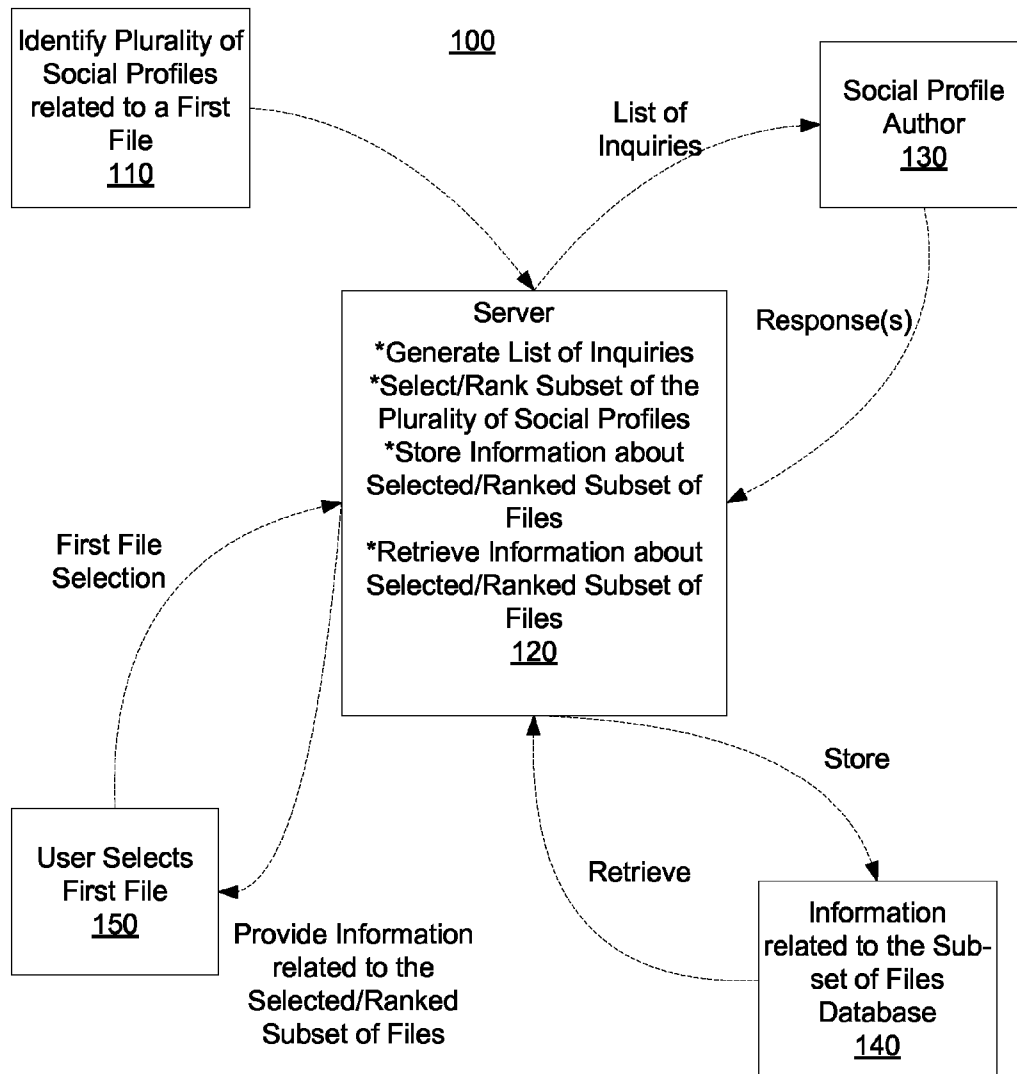 Identify Plurality of
Social Profiles
related to a First
File
110
100
List of
Inquiries
Social Profile
Author
130
Server
*Generate List of Inquiries
*Select/Rank Subset of the
Plurality of Social Profiles
*Store Information about
Selected/Ranked Subset of
Files
*Retrieve Information about
Selected/Ranked Subset of
Files
120
Response(s)
First File
Selection
User Selects
First File
150
Provide Information
related to the
Selected/Ranked
Subset of Files
Store
Retrieve
Information
related to the Sub-
set of Files
Database
140